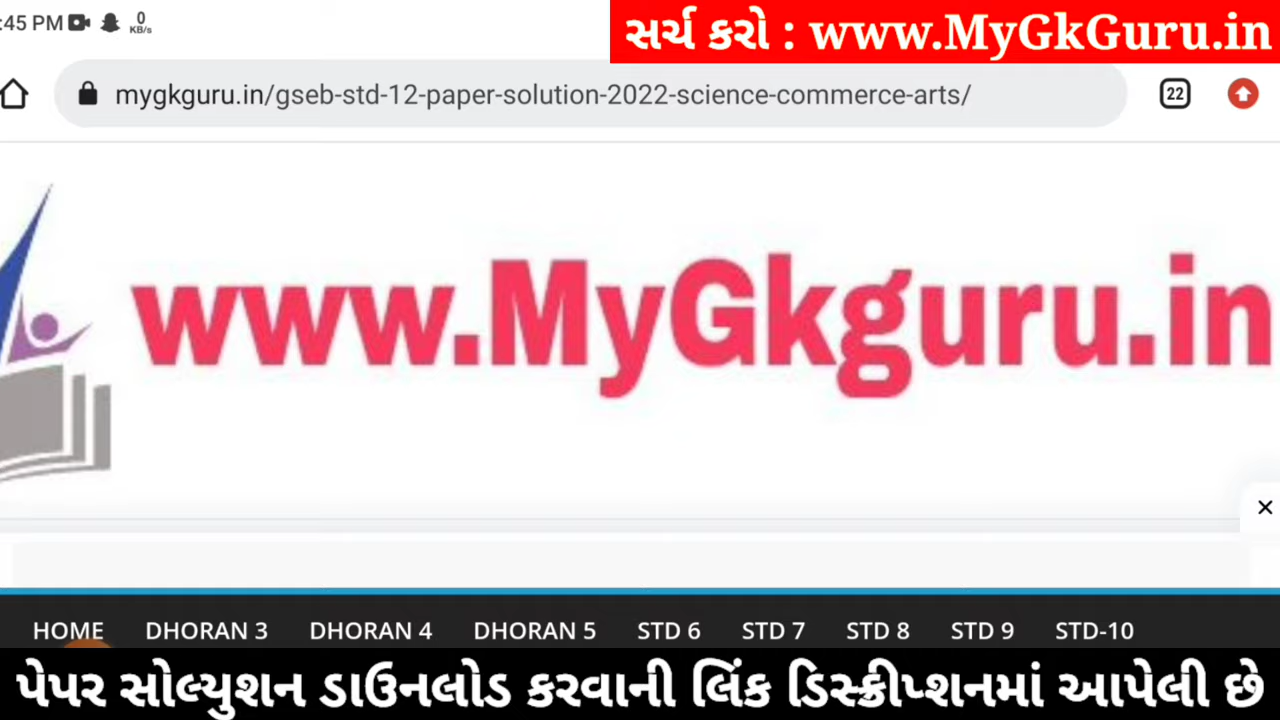 :45 PM 0 KB/s
સર્ચ કરો : www.MyGkGuru.in
mygkguru.in/gseb-std-12-paper-solution-2022-science-commerce-arts/ 22
www.MyGkguru.in
HOME DHORAN 3 DHORAN 4 DHORAN 5 STD 6 STD 7 STD 8 STD 9 STD-10
પેપર સોલ્યુશન ડાઉનલોડ કરવાની લિંક ડિસ્ક્રીપ્શનમાં આપેલી છે